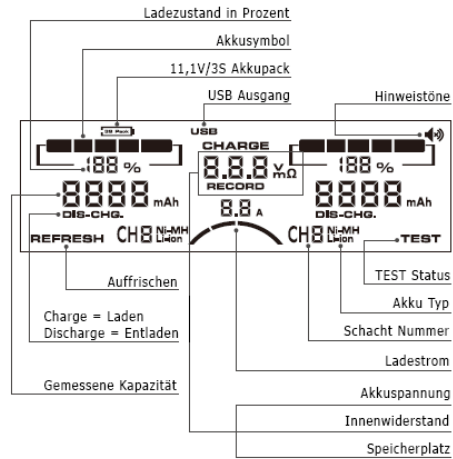 Ladezustand in Prozent
Akkusymbol
11,1V/3S Akkupack
USB Ausgang
Hinweistöne
3S Pack
USB
CHARGE
188 %
8.8.8 V mΩ
188 %
RECORD
8888 mAh
8.8 A
8888 mAh
DIS-CHG.
DIS-CHG.
REFRESH
CH8 Ni-MH Li-ion
CH8 Ni-MH Li-ion
TEST
Auffrischen
TEST Status
Akku Typ
Charge = Laden
Discharge = Entladen
Schacht Nummer
Ladestrom
Gemessene Kapazität
Akkuspannung
Innenwiderstand
Speicherplatz